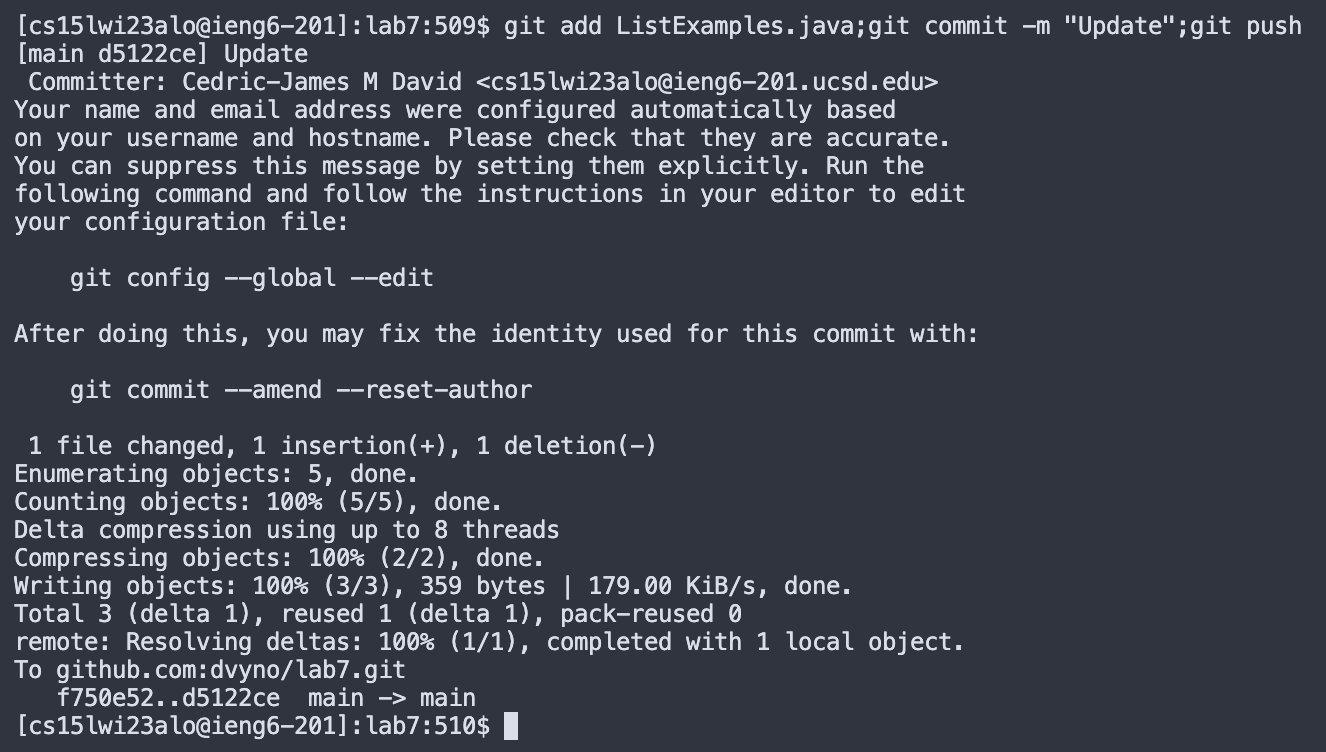 [cs15lwi23alo@ieng6-201]:lab7:509$ git add ListExamples.java;git commit -m "Update";git push
[main d5122ce] Update
 Committer: Cedric-James M David <cs15lwi23alo@ieng6-201.ucsd.edu>
Your name and email address were configured automatically based
on your username and hostname. Please check that they are accurate.
You can suppress this message by setting them explicitly. Run the
following command and follow the instructions in your editor to edit
your configuration file:

    git config --global --edit

After doing this, you may fix the identity used for this commit with:

    git commit --amend --reset-author

 1 file changed, 1 insertion(+), 1 deletion(-)
Enumerating objects: 5, done.
Counting objects: 100% (5/5), done.
Delta compression using up to 8 threads
Compressing objects: 100% (2/2), done.
Writing objects: 100% (3/3), 359 bytes | 179.00 KiB/s, done.
Total 3 (delta 1), reused 1 (delta 1), pack-reused 0
remote: Resolving deltas: 100% (1/1), completed with 1 local object.
To github.com:dvyno/lab7.git
   f750e52..d5122ce  main -> main
[cs15lwi23alo@ieng6-201]:lab7:510$